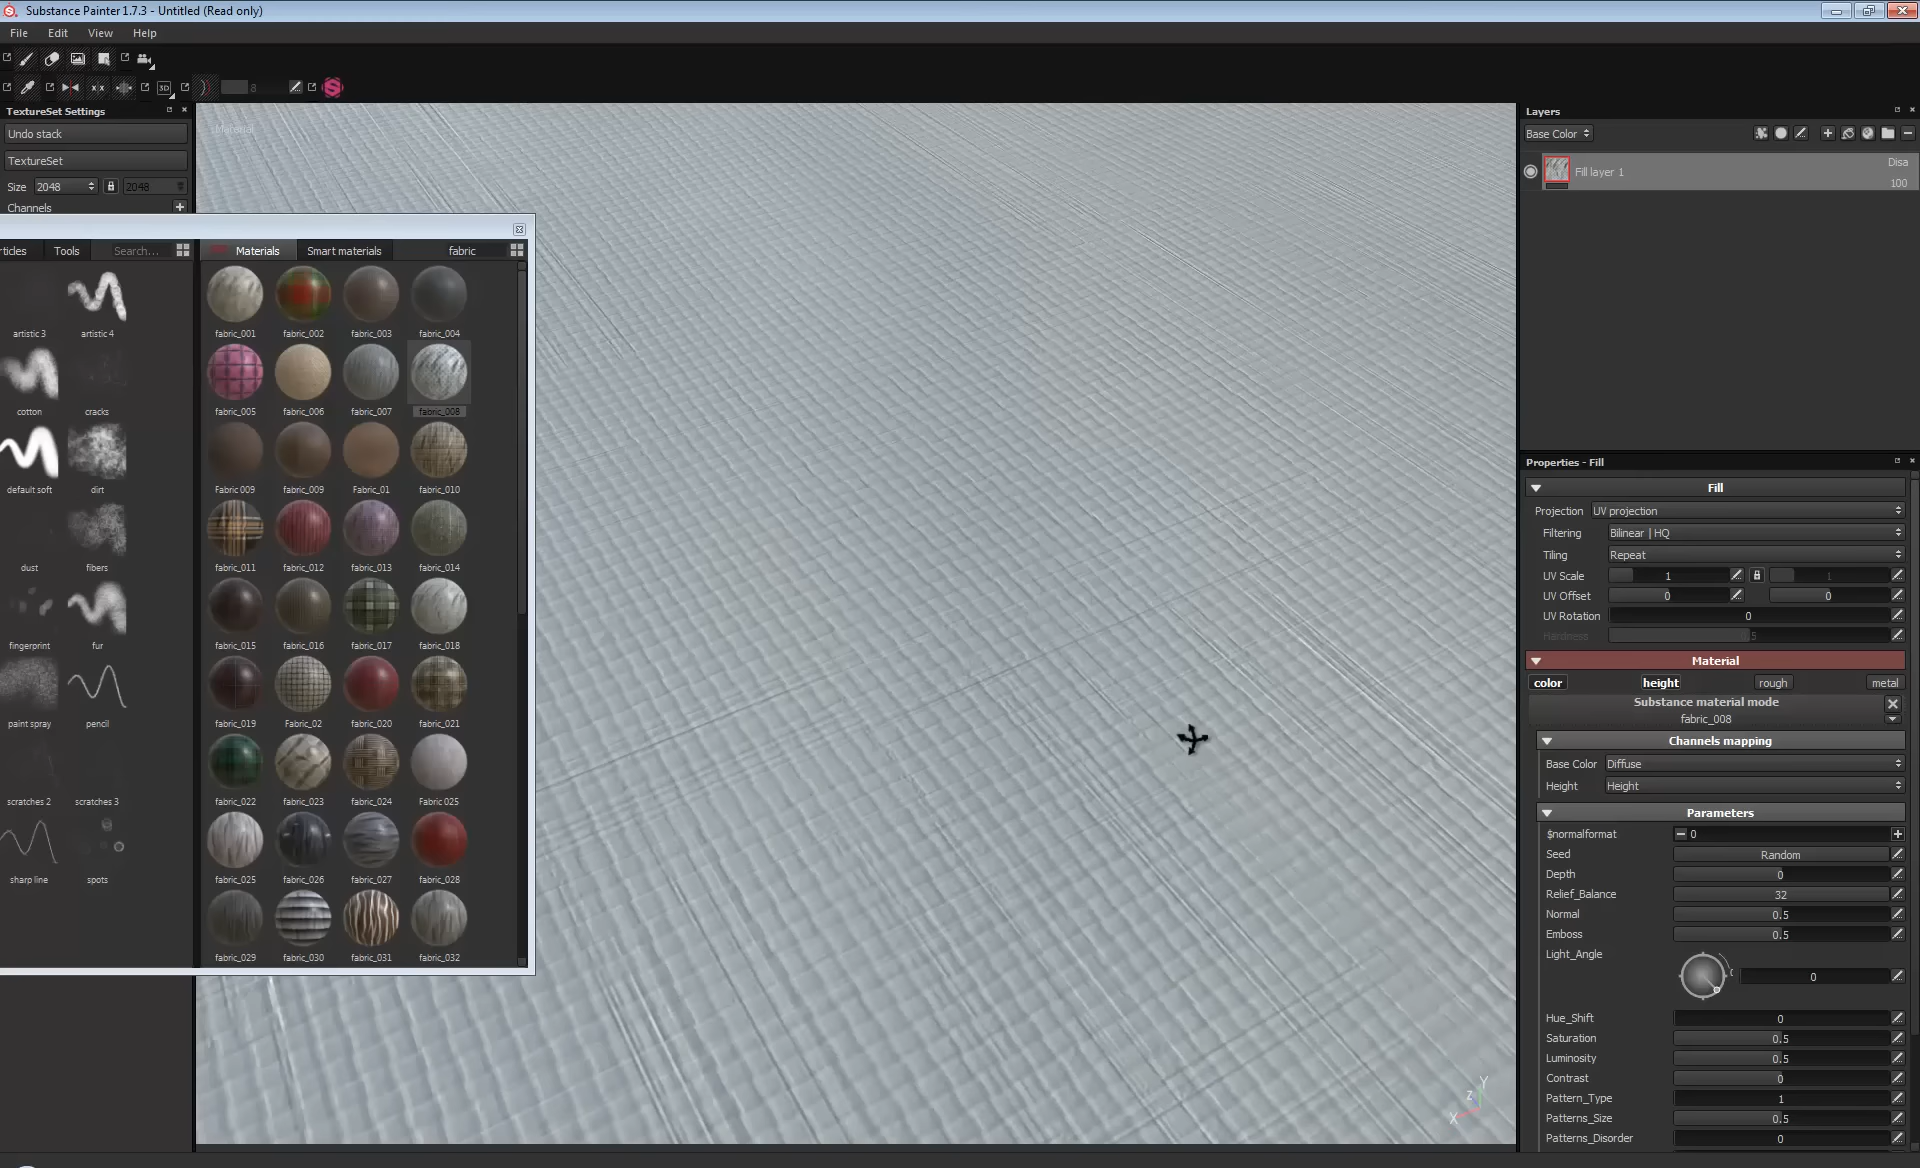 Substance Painter 1.7.3 - Untitled (Read only)
File Edit View Help
3D a
TextureSet Settings
Undo stack
TextureSet
Size 2048 2048
Channels
Material
rticles Tools Search...
Materials Smart materials fabric
artistic 3 artistic 4
cotton cracks
default soft dirt
dust fibers
fingerprint fur
paint spray pencil
scratches 2 scratches 3
sharp line spots
fabric_001 fabric_002 fabric_003 fabric_004
fabric_005 fabric_006 fabric_007 fabric_008
Fabric 009 fabric_009 Fabric_01 fabric_010
fabric_011 fabric_012 fabric_013 fabric_014
fabric_015 fabric_016 fabric_017 fabric_018
fabric_019 Fabric_02 fabric_020 fabric_021
fabric_022 fabric_023 fabric_024 Fabric 025
fabric_025 fabric_026 fabric_027 fabric_028
fabric_029 fabric_030 fabric_031 fabric_032
Y
Z
X
Layers
Base Color
Fill layer 1 Disa
100
Properties - Fill
Fill
Projection UV projection
Filtering Bilinear | HQ
Tiling Repeat
UV Scale 1 1
UV Offset 0 0
UV Rotation 0
Hardness 0.5
Material
color height rough metal
Substance material mode
fabric_008
Channels mapping
Base Color Diffuse
Height Height
Parameters
$normalformat 0
Seed Random
Depth 0
Relief_Balance 32
Normal 0.5
Emboss 0.5
Light_Angle
0
Hue_Shift 0
Saturation 0.5
Luminosity 0.5
Contrast 0
Pattern_Type 1
Patterns_Size 0.5
Patterns_Disorder 0